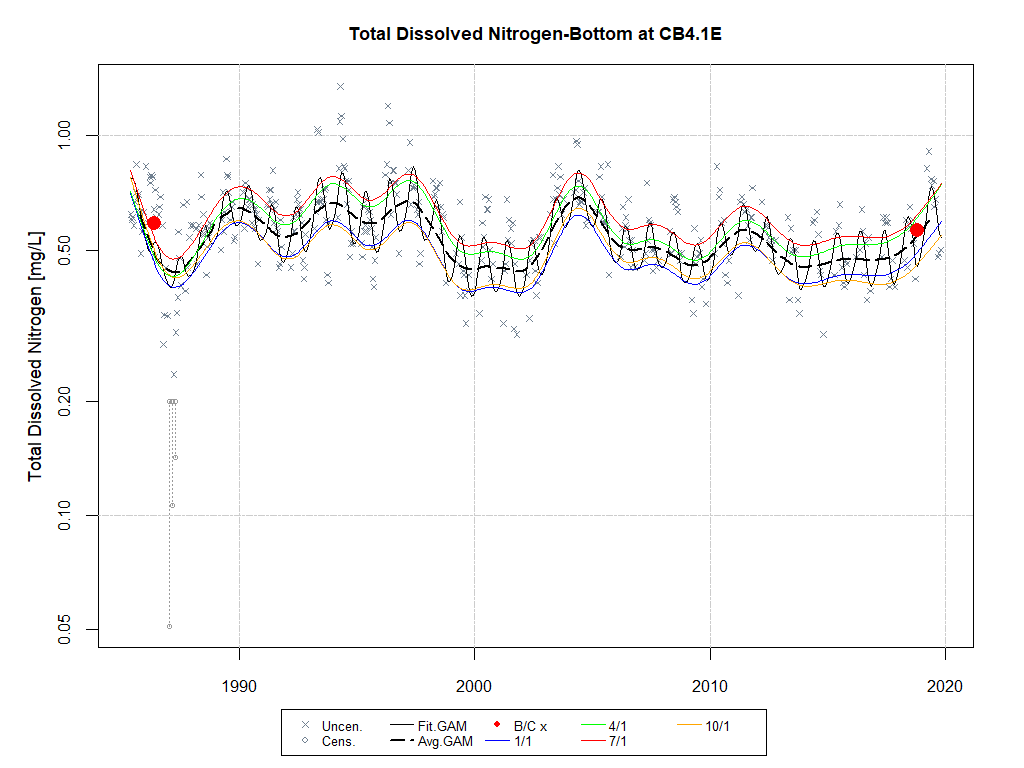 Total Dissolved Nitrogen-Bottom at CB4.1E
Total Dissolved Nitrogen [mg/L]
1.00
0.50
0.20
0.10
0.05
1990 2000 2010 2020
Uncen. Fit.GAM B/C x 4/1 10/1
Cens. Avg.GAM 1/1 7/1